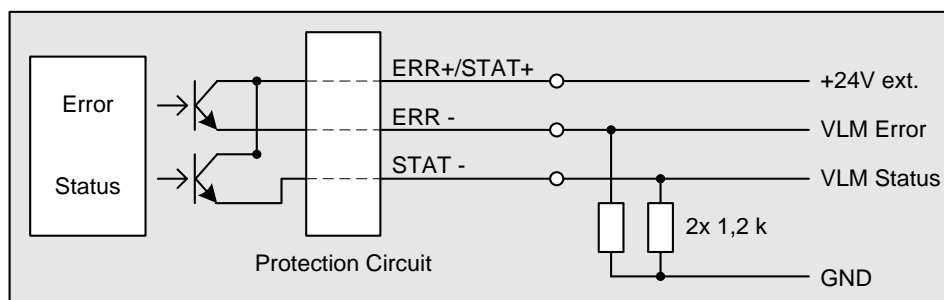 ERR+/STAT+
+24V ext.
Error
ERR -
VLM Error
STAT -
Status
VLM Status
2x 1,2 k
Protection Circuit
GND